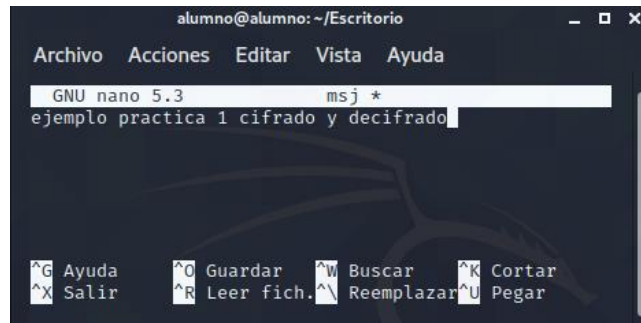 alumno@alumno: ~/Escritorio
Archivo Acciones Editar Vista Ayuda
GNU nano 5.3 msj *
ejemplo practica 1 cifrado y decifrado
^G Ayuda ^O Guardar ^W Buscar ^K Cortar
^X Salir ^R Leer fich. ^\ Reemplazar ^U Pegar